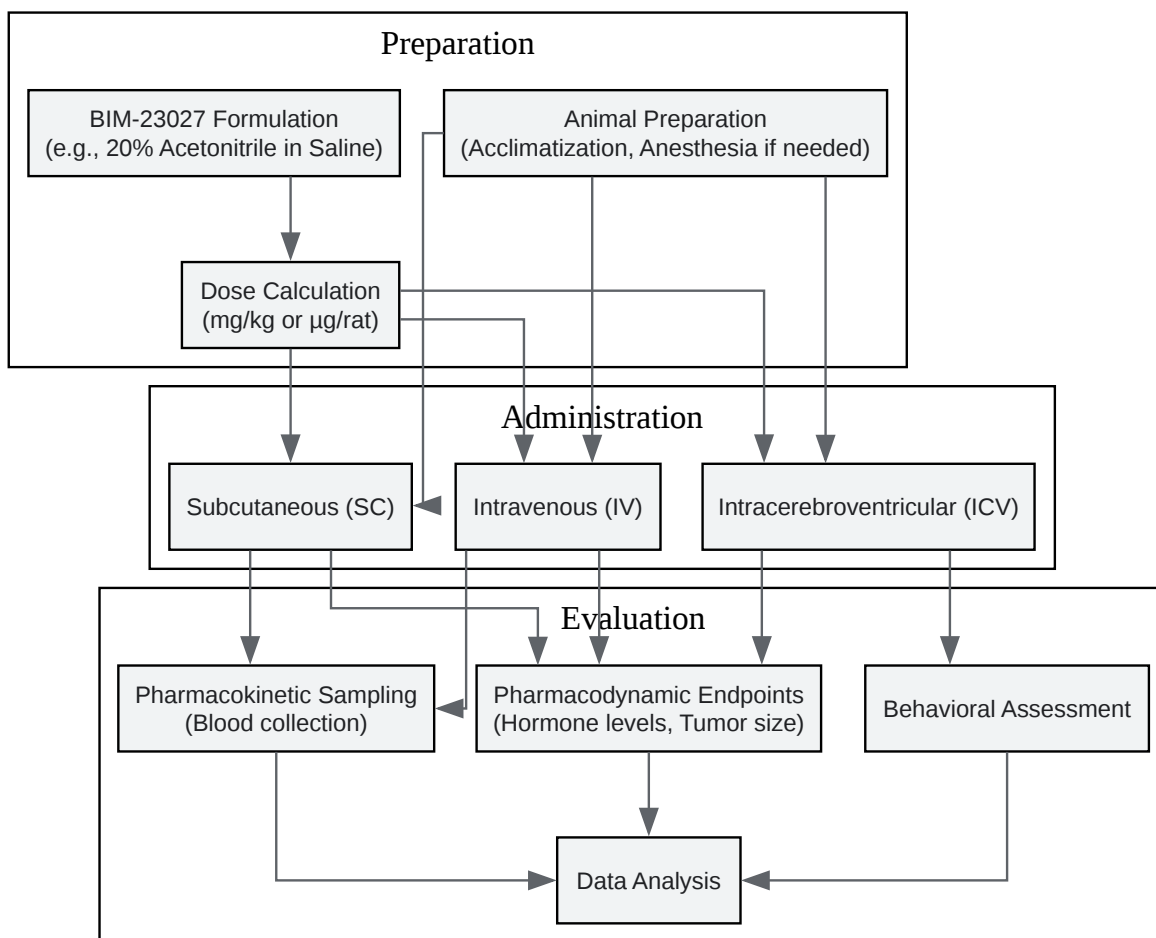 Preparation
BIM-23027 Formulation
(e.g., 20% Acetonitrile in Saline)
Animal Preparation
(Acclimatization, Anesthesia if needed)
Dose Calculation
(mg/kg or µg/rat)
Administration
Subcutaneous (SC)
Intravenous (IV)
Intracerebroventricular (ICV)
Evaluation
Pharmacokinetic Sampling
(Blood collection)
Pharmacodynamic Endpoints
(Hormone levels, Tumor size)
Behavioral Assessment
Data Analysis